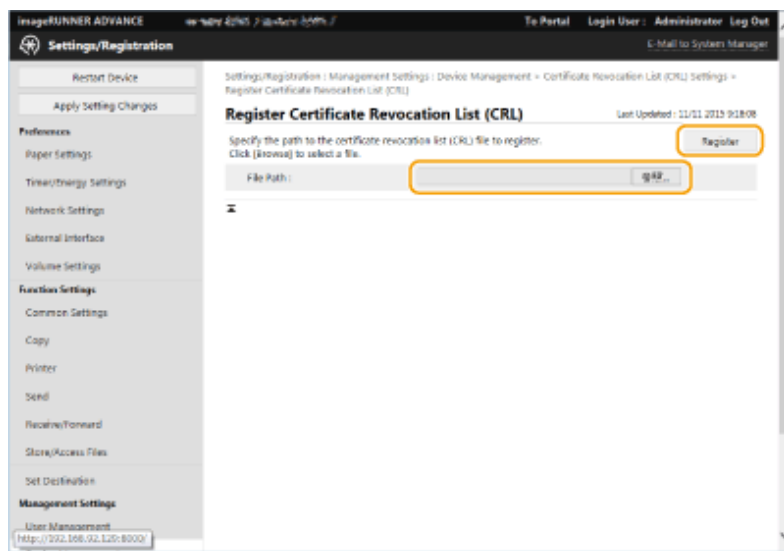 imageRUNNER ADVANCE
To Portal Login User : Administrator Log Out
Settings/Registration
E-Mail to System Manager
Restart Device
Apply Setting Changes
Preferences
Paper Settings
Timer/Energy Settings
Network Settings
External Interface
Volume Settings
Function Settings
Common Settings
Copy
Printer
Send
Receive/Forward
Store/Access Files
Set Destination
Management Settings
User Management
http://192.168.92.120:8000/
Settings/Registration : Management Settings : Device Management > Certificate Revocation List (CRL) Settings >
Register Certificate Revocation List (CRL)
Register Certificate Revocation List (CRL)
Last Updated : 11/11 2015 9:18:08
Specify the path to the certificate revocation list (CRL) file to register.
Click [Browse] to select a file.
Register
File Path :